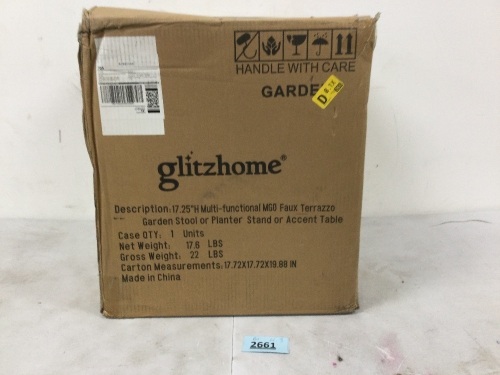 HANDLE WITH CARE
GARDE
D
glitzhome®
Description: 17.25"H Multi-functional MGO Faux Terrazzo
Garden Stool or Planter Stand or Accent Table
Case QTY: 1 Units
Net Weight: 17.6 LBS
Gross Weight: 22 LBS
Carton Measurements: 17.72X17.72X19.88 IN
Made in China
2661